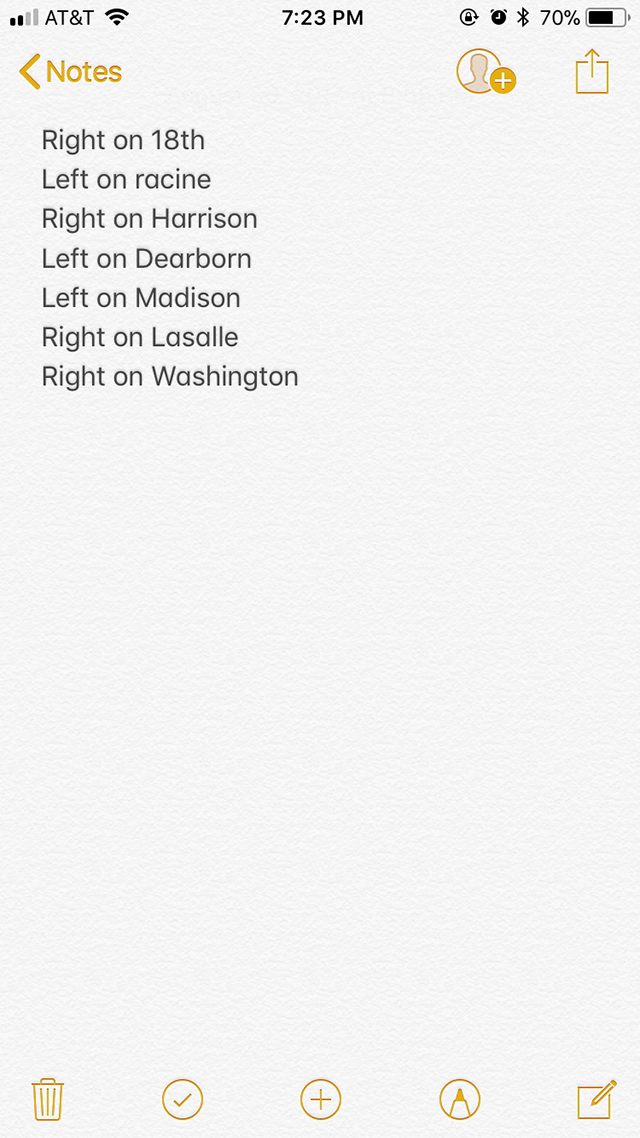 AT&T 7:23 PM 70%
Notes
Right on 18th
Left on racine
Right on Harrison
Left on Dearborn
Left on Madison
Right on Lasalle
Right on Washington